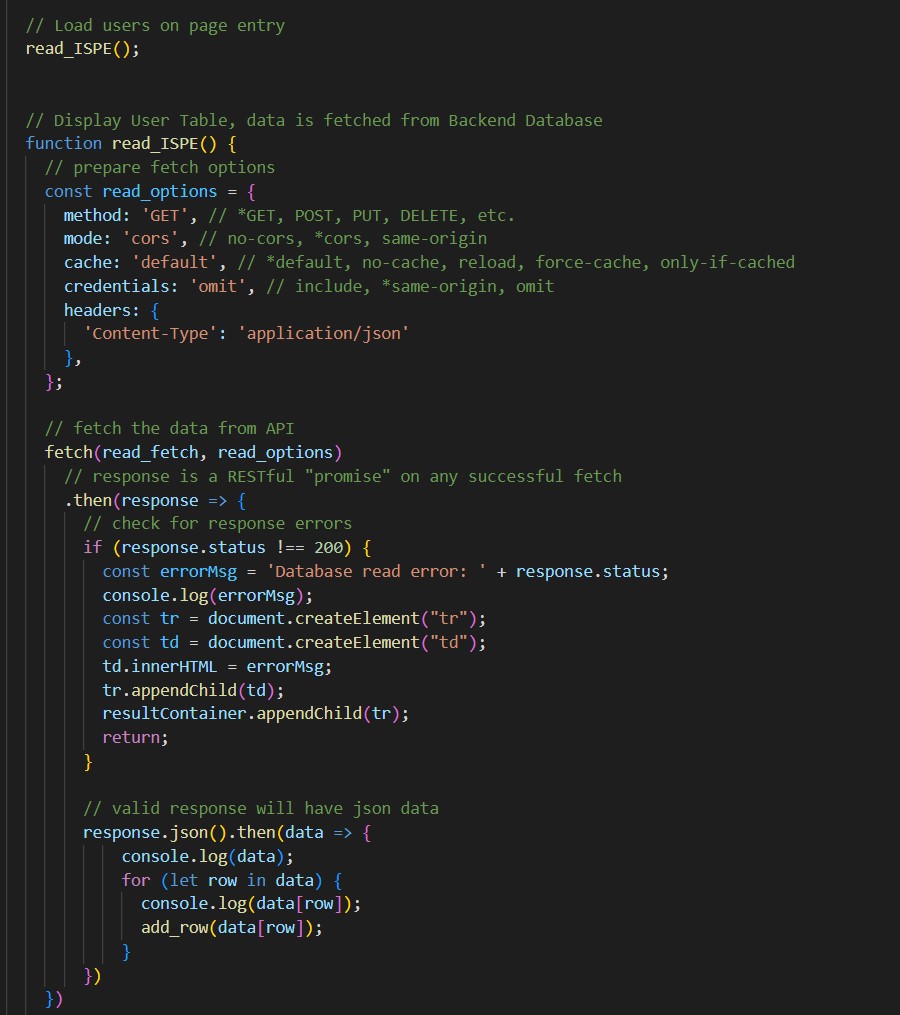 // Load users on page entry
read_ISPE();
// Display User Table, data is fetched from Backend Database
function read_ISPE() {
// prepare fetch options
const read_options = {
method: 'GET', // *GET, POST, PUT, DELETE, etc.
mode: 'cors', // no-cors, *cors, same-origin
cache: 'default', // *default, no-cache, reload, force-cache, only-if-cached
credentials: 'omit', // include, *same-origin, omit
headers: {
'Content-Type': 'application/json'
},
};
// fetch the data from API
fetch(read_fetch, read_options)
// response is a RESTful "promise" on any successful fetch
.then(response => {
// check for response errors
if (response.status !== 200) {
const errorMsg = 'Database read error: ' + response.status;
console.log(errorMsg);
const tr = document.createElement("tr");
const td = document.createElement("td");
td.innerHTML = errorMsg;
tr.appendChild(td);
resultContainer.appendChild(tr);
return;
}
// valid response will have json data
response.json().then(data => {
console.log(data);
for (let row in data) {
console.log(data[row]);
add_row(data[row]);
}
})
})